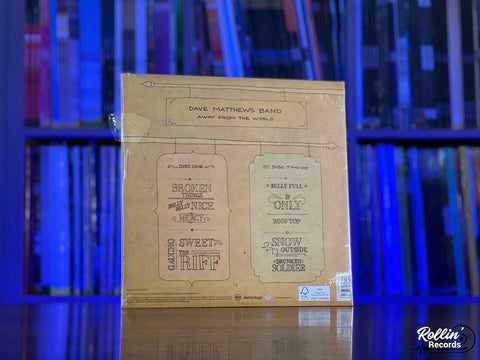 DAVE MATTHEWS BAND
AWAY FROM THE WORLD
DISC ONE
BROKEN
THINGS
BELLY BELLY NICE
MERCY
GAUCHO
SWEET
THE RIFF
DISC TWO
BELLY FULL
IF
ONLY
ROOFTOP
SNOW
OUTSIDE
DRUNKEN
SOLDIER
Rollin'
Records